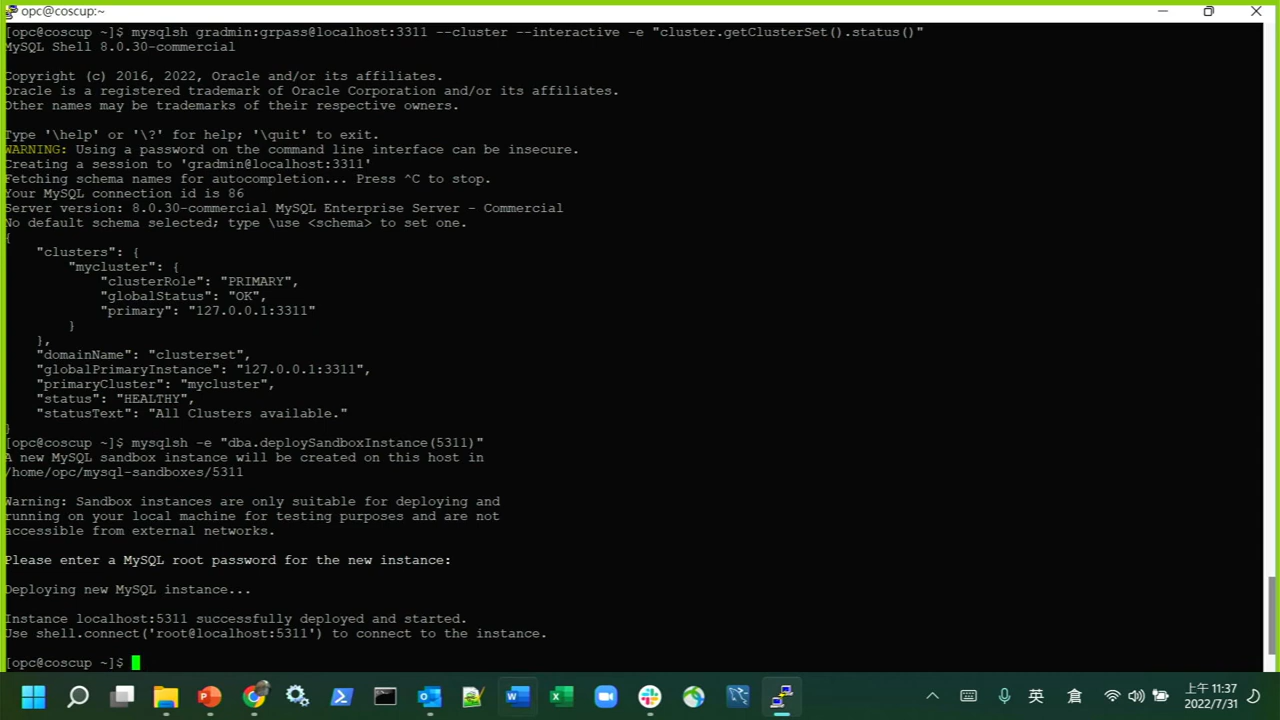 opc@coscup:~
[opc@coscup ~]$ mysqlsh gradmin:grpass@localhost:3311 --cluster --interactive -e "cluster.getClusterSet().status()"
MySQL Shell 8.0.30-commercial
Copyright (c) 2016, 2022, Oracle and/or its affiliates.
Oracle is a registered trademark of Oracle Corporation and/or its affiliates.
Other names may be trademarks of their respective owners.
Type '\help' or '\?' for help; '\quit' to exit.
WARNING: Using a password on the command line interface can be insecure.
Creating a session to 'gradmin@localhost:3311'
Fetching schema names for autocompletion... Press ^C to stop.
Your MySQL connection id is 86
Server version: 8.0.30-commercial MySQL Enterprise Server - Commercial
No default schema selected; type \use <schema> to set one.
{
    "clusters": {
        "mycluster": {
            "clusterRole": "PRIMARY",
            "globalStatus": "OK",
            "primary": "127.0.0.1:3311"
        }
    },
    "domainName": "clusterset",
    "globalPrimaryInstance": "127.0.0.1:3311",
    "primaryCluster": "mycluster",
    "status": "HEALTHY",
    "statusText": "All Clusters available."
}
[opc@coscup ~]$ mysqlsh -e "dba.deploySandboxInstance(5311)"
A new MySQL sandbox instance will be created on this host in
/home/opc/mysql-sandboxes/5311
Warning: Sandbox instances are only suitable for deploying and
running on your local machine for testing purposes and are not
accessible from external networks.
Please enter a MySQL root password for the new instance:
Deploying new MySQL instance...
Instance localhost:5311 successfully deployed and started.
Use shell.connect('root@localhost:5311') to connect to the instance.
[opc@coscup ~]$
英
倉
上午 11:37
2022/7/31